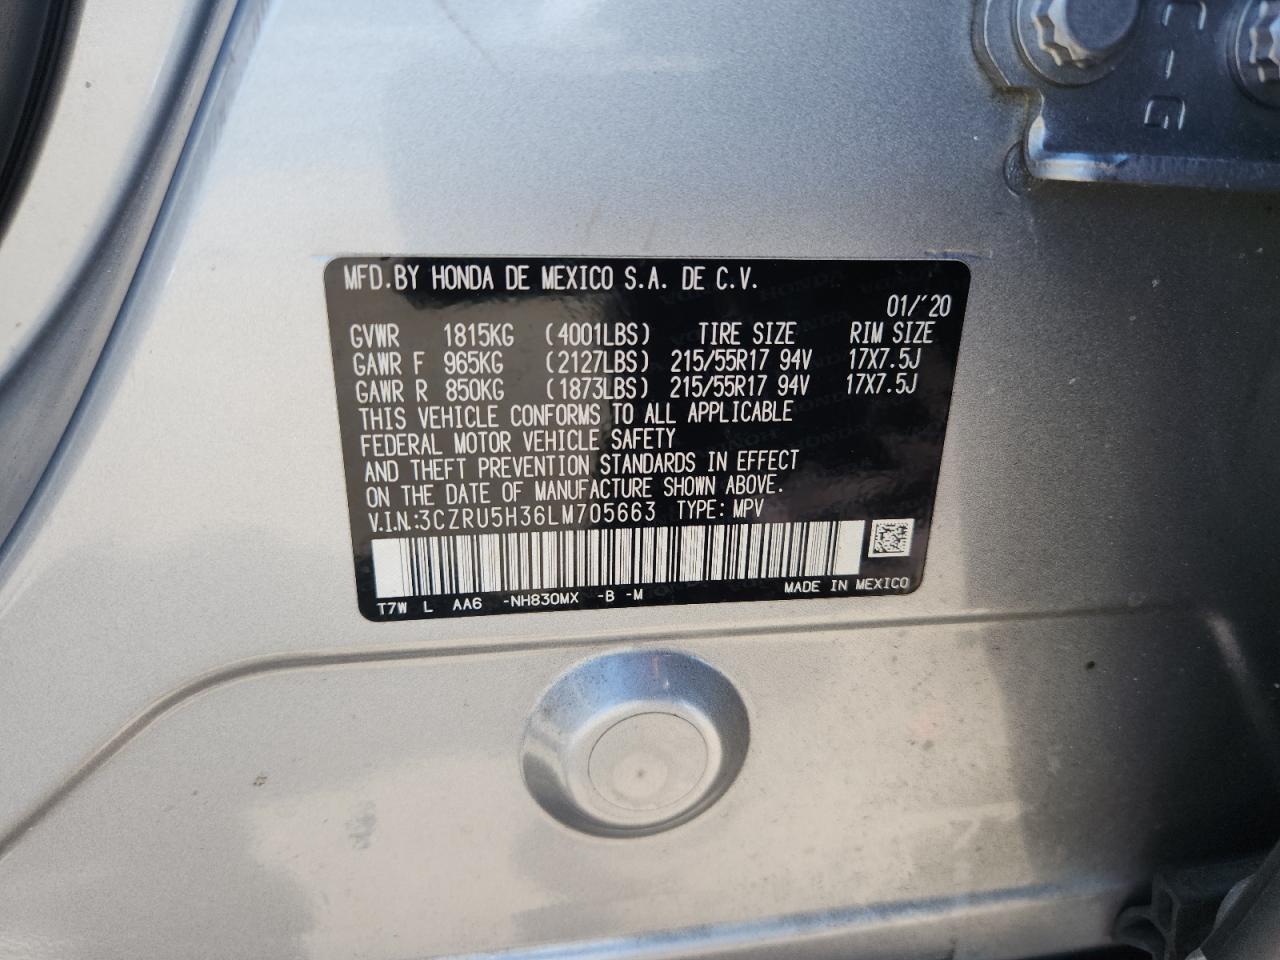 MFD.BY HONDA DE MEXICO S.A. DE C.V.
01/'20
GVWR 1815KG (4001LBS) TIRE SIZE RIM SIZE
GAWR F 965KG (2127LBS) 215/55R17 94V 17X7.5J
GAWR R 850KG (1873LBS) 215/55R17 94V 17X7.5J
THIS VEHICLE CONFORMS TO ALL APPLICABLE
FEDERAL MOTOR VEHICLE SAFETY
AND THEFT PREVENTION STANDARDS IN EFFECT
ON THE DATE OF MANUFACTURE SHOWN ABOVE.
V.I.N.:3CZRU5H36LM705663 TYPE: MPV
T7W L AA6 -NH830MX -B -M MADE IN MEXICO